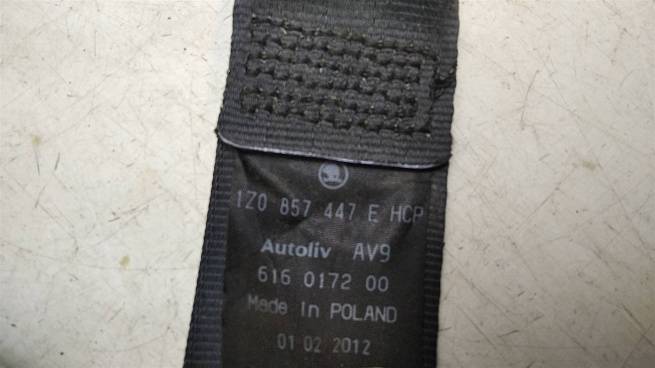 1Z0 857 447 E HCP
Autoliv AV9
616 0172 00
Made in POLAND
01 02 2012